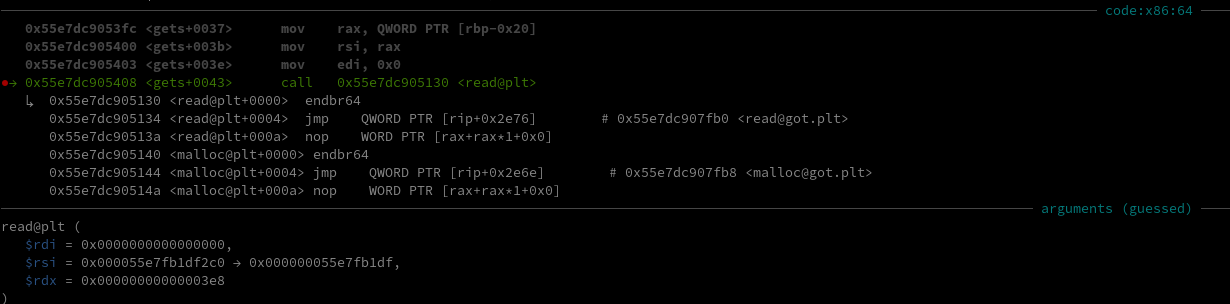 code:x86:64
0x55e7dc9053fc <gets+0037> mov rax, QWORD PTR [rbp-0x20]
0x55e7dc905400 <gets+003b> mov rsi, rax
0x55e7dc905403 <gets+003e> mov edi, 0x0
●→ 0x55e7dc905408 <gets+0043> call 0x55e7dc905130 <read@plt>
↳ 0x55e7dc905130 <read@plt+0000> endbr64
0x55e7dc905134 <read@plt+0004> jmp QWORD PTR [rip+0x2e76] # 0x55e7dc907fb0 <read@got.plt>
0x55e7dc90513a <read@plt+000a> nop WORD PTR [rax+rax*1+0x0]
0x55e7dc905140 <malloc@plt+0000> endbr64
0x55e7dc905144 <malloc@plt+0004> jmp QWORD PTR [rip+0x2e6e] # 0x55e7dc907fb8 <malloc@got.plt>
0x55e7dc90514a <malloc@plt+000a> nop WORD PTR [rax+rax*1+0x0]
arguments (guessed)
read@plt (
$rdi = 0x0000000000000000,
$rsi = 0x000055e7fb1df2c0 → 0x000000055e7fb1df,
$rdx = 0x00000000000003e8
)